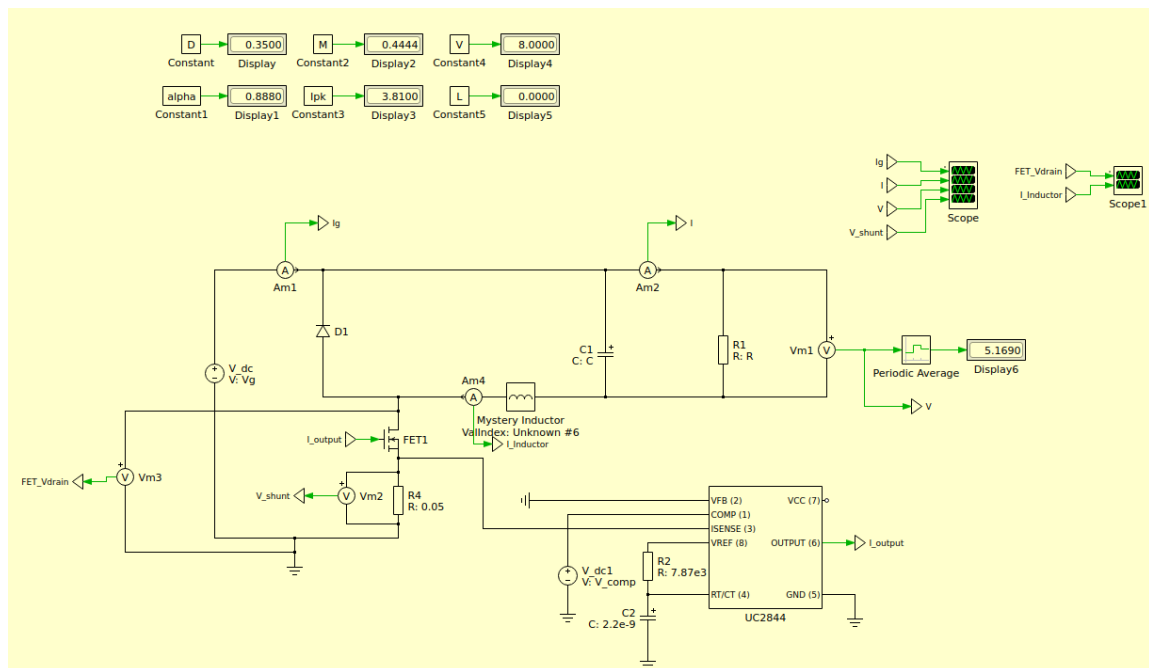 D
0.3500
M
0.4444
V
8.0000
Constant
Display
Constant2
Display2
Constant4
Display4
alpha
0.8880
Ipk
3.8100
L
0.0000
Constant1
Display1
Constant3
Display3
Constant5
Display5
Ig
I
V
V_shunt
Scope
FET_Vdrain
I_Inductor
Scope1
Ig
A
Am1
I
A
Am2
D1
V_dc
V: Vg
C1
C: C
R1
R: R
Vm1
V
Periodic Average
5.1690
Display6
V
Am4
A
Mystery Inductor
ValIndex: Unknown #6
I_Inductor
I_output
FET1
FET_Vdrain
V
Vm3
V_shunt
V
Vm2
R4
R: 0.05
VFB (2)
VCC (7)
COMP (1)
ISENSE (3)
VREF (8)
OUTPUT (6)
I_output
RT/CT (4)
GND (5)
UC2844
R2
R: 7.87e3
V_dc1
V: V_comp
C2
C: 2.2e-9